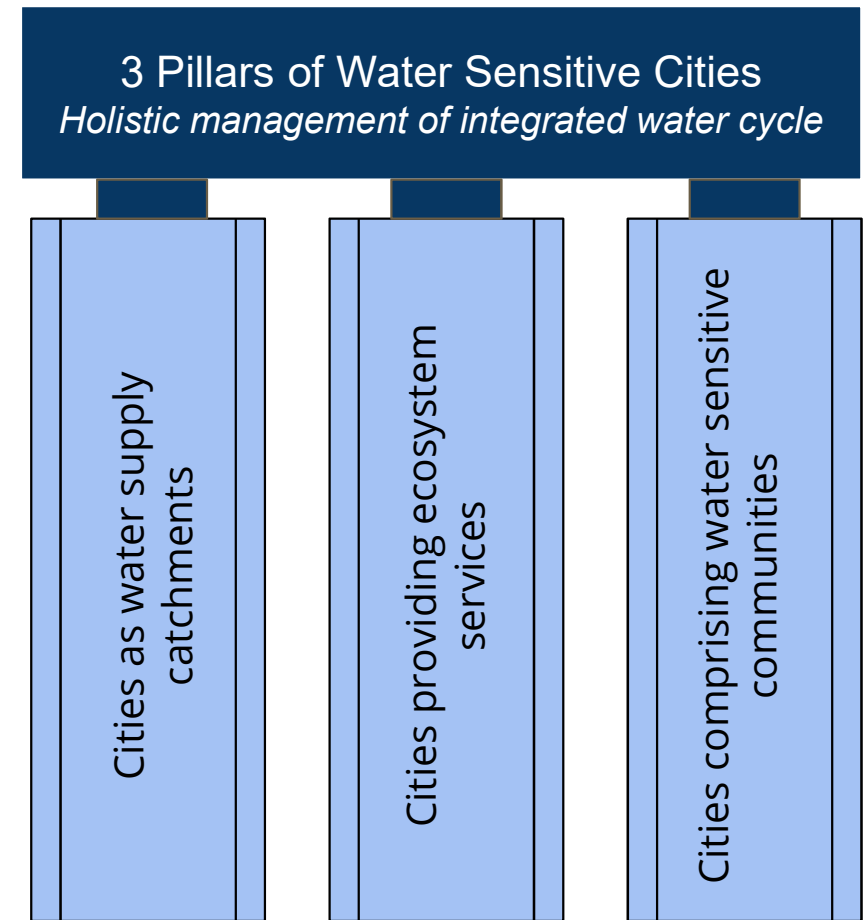 3 Pillars of Water Sensitive Cities
Holistic management of integrated water cycle
Cities as water supply
catchments
Cities providing ecosystem
services
Cities comprising water sensitive
communities